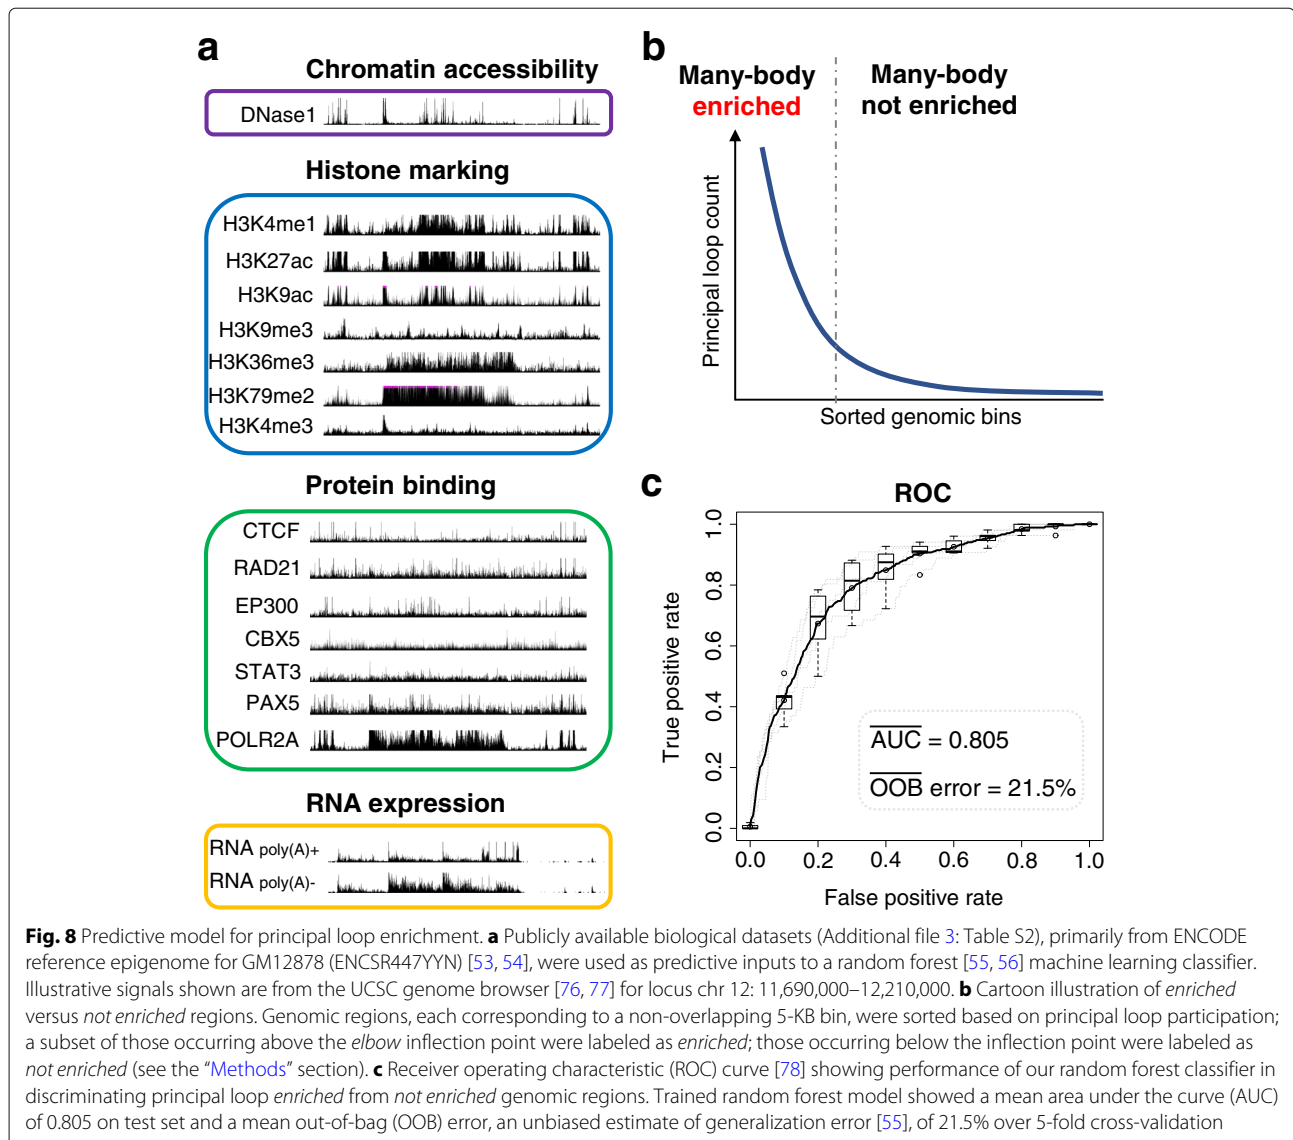 a
Chromatin accessibility
DNase1
Histone marking
H3K4me1
H3K27ac
H3K9ac
H3K9me3
H3K36me3
H3K79me2
H3K4me3
Protein binding
CTCF
RAD21
EP300
CBX5
STAT3
PAX5
POLR2A
RNA expression
RNA poly(A)+
RNA poly(A)-
b
Many-body
enriched
Many-body
not enriched
Principal loop count
Sorted genomic bins
c
ROC
True positive rate
1.0
0.8
0.6
0.4
0.2
0.0
AUC = 0.805
OOB error = 21.5%
0.0 0.2 0.4 0.6 0.8 1.0
False positive rate
Fig. 8 Predictive model for principal loop enrichment. a Publicly available biological datasets (Additional file 3: Table S2), primarily from ENCODE
reference epigenome for GM12878 (ENCSR447YYN) [53, 54], were used as predictive inputs to a random forest [55, 56] machine learning classifier.
Illustrative signals shown are from the UCSC genome browser [76, 77] for locus chr 12: 11,690,000–12,210,000. b Cartoon illustration of enriched
versus not enriched regions. Genomic regions, each corresponding to a non-overlapping 5-KB bin, were sorted based on principal loop participation;
a subset of those occurring above the elbow inflection point were labeled as enriched; those occurring below the inflection point were labeled as
not enriched (see the “Methods” section). c Receiver operating characteristic (ROC) curve [78] showing performance of our random forest classifier in
discriminating principal loop enriched from not enriched genomic regions. Trained random forest model showed a mean area under the curve (AUC)
of 0.805 on test set and a mean out-of-bag (OOB) error, an unbiased estimate of generalization error [55], of 21.5% over 5-fold cross-validation